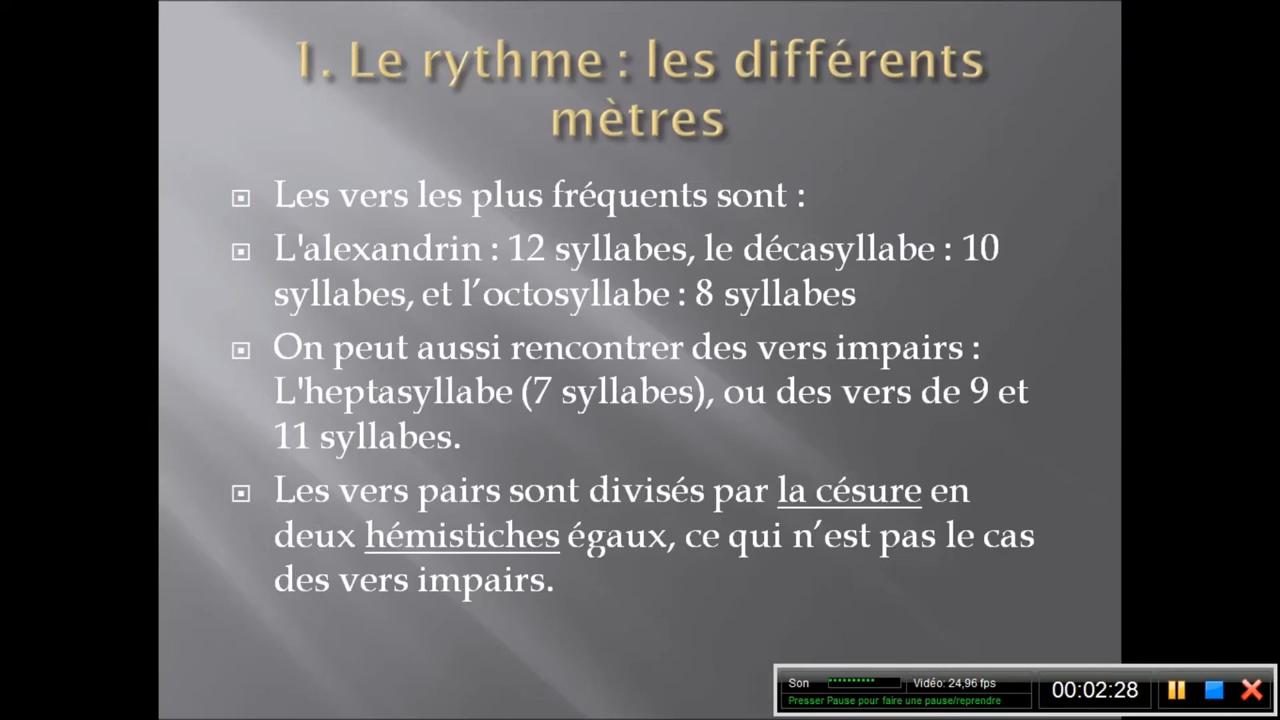 1. Le rythme : les différents
mètres
Les vers les plus fréquents sont :
L'alexandrin : 12 syllabes, le décasyllabe : 10
syllabes, et l’octosyllabe : 8 syllabes
On peut aussi rencontrer des vers impairs :
L'heptasyllabe (7 syllabes), ou des vers de 9 et
11 syllabes.
Les vers pairs sont divisés par la césure en
deux hémistiches égaux, ce qui n’est pas le cas
des vers impairs.
Son Vidéo: 24,96 fps 00:02:28
Presser Pause pour faire une pause/reprendre